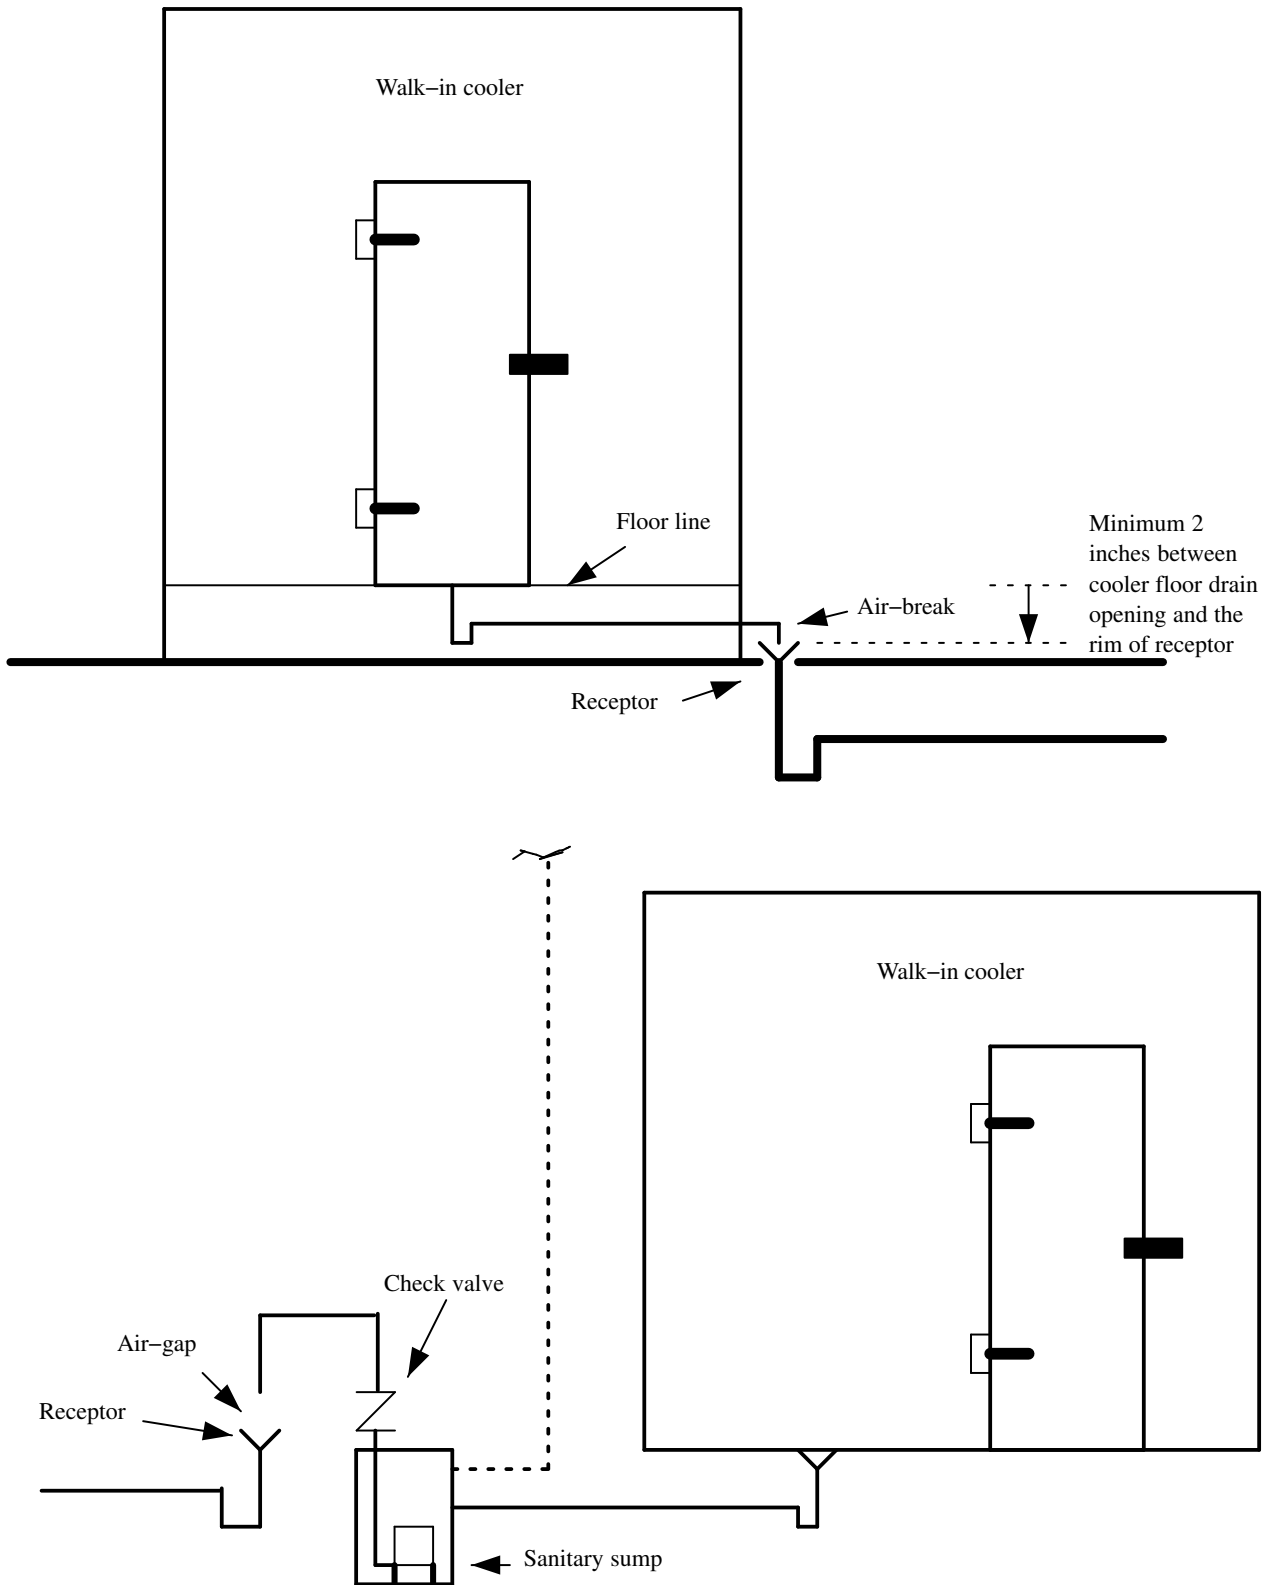 Walk−in cooler
Floor line
Minimum 2
inches between
cooler floor drain
opening and the
rim of receptor
Air−break
Receptor
Walk−in cooler
Check valve
Air−gap
Receptor
Sanitary sump